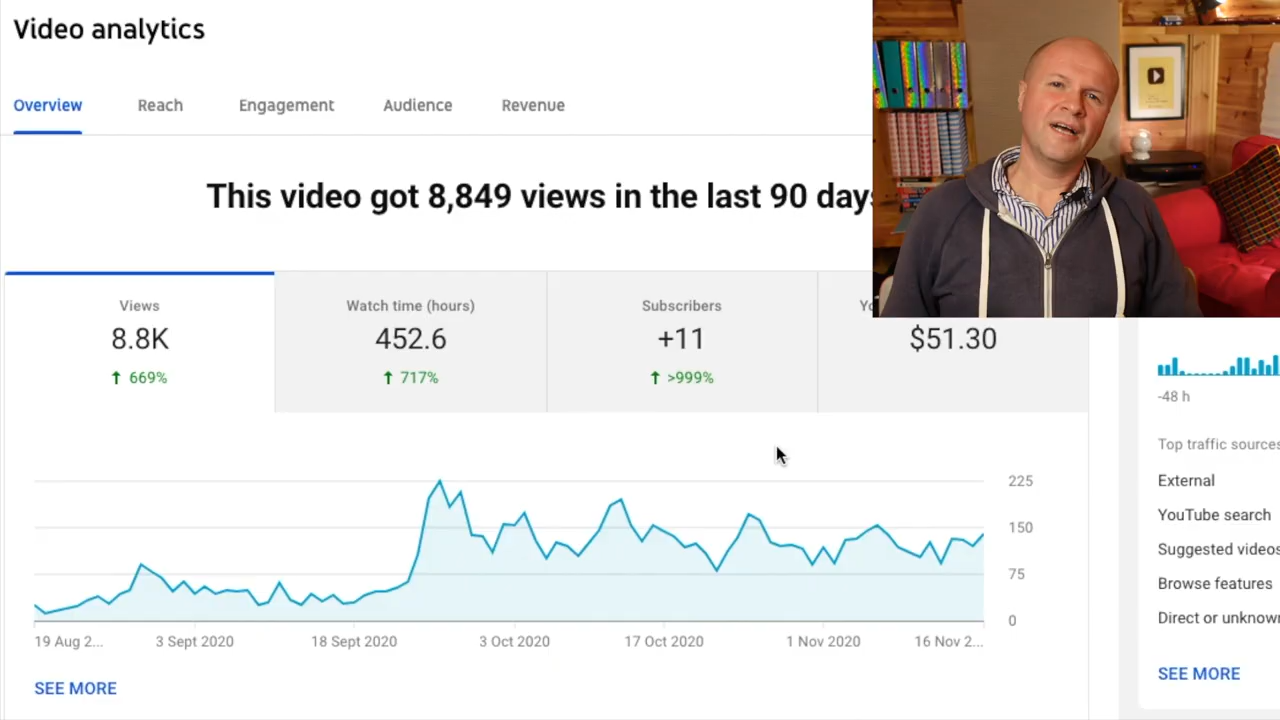 Video analytics
Overview Reach Engagement Audience Revenue
This video got 8,849 views in the last 90 days
Views Watch time (hours) Subscribers Yo
8.8K 452.6 +11 $51.30
669% 717% >999%
225
150
75
0
19 Aug 2... 3 Sept 2020 18 Sept 2020 3 Oct 2020 17 Oct 2020 1 Nov 2020 16 Nov 2...
SEE MORE
-48 h
Top traffic sources
External
YouTube search
Suggested videos
Browse features
Direct or unknown
SEE MORE